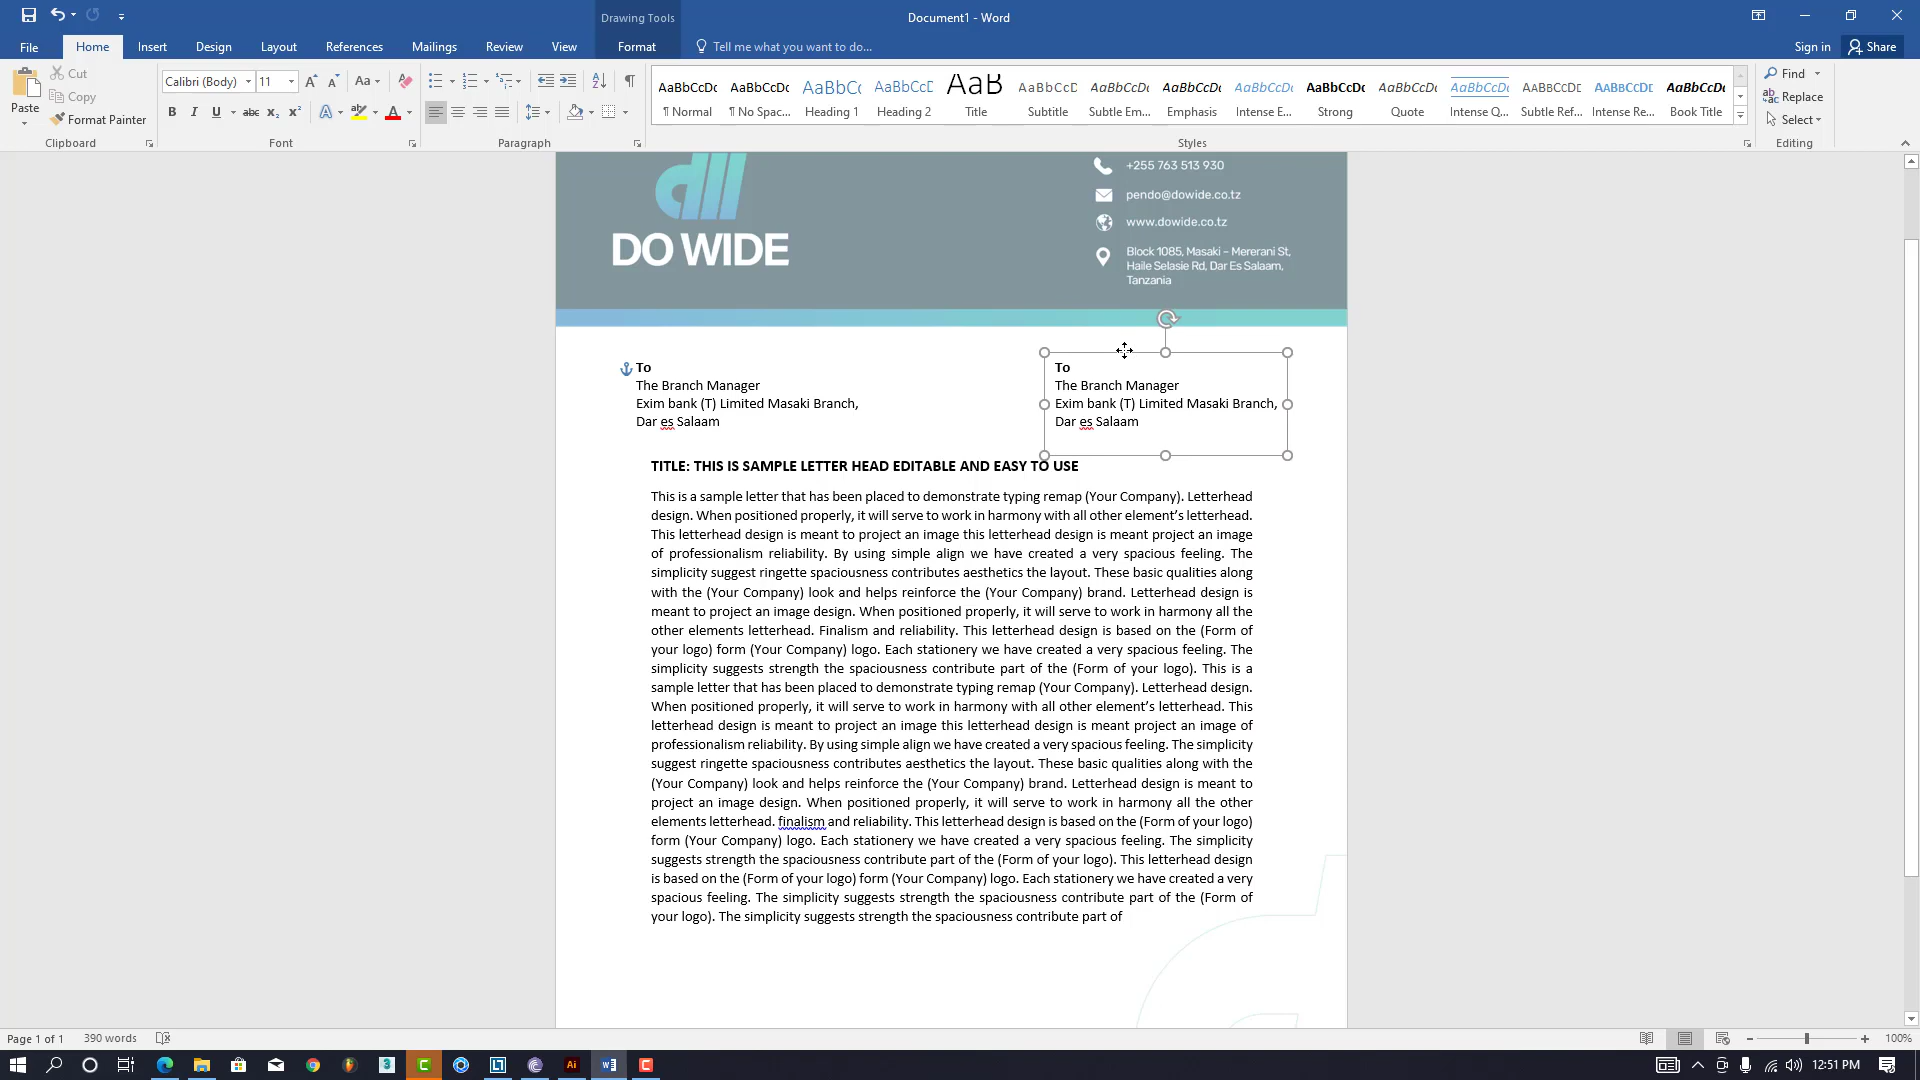 Drawing Tools
Document1 - Word
File
Home
Insert
Design
Layout
References
Mailings
Review
View
Format
Tell me what you want to do...
Sign in
Share
Paste
Cut
Copy
Format Painter
Calibri (Body)
11
Aa
B I U abc x₂ x²
A
AaBbCcDc
AaBbCcDc
AaBbCc
AaBbCcD
AaB
AaBbCcD
AaBbCcDc
AaBbCcDc
AaBbCcDc
AaBbCcDc
AaBbCcDc
AaBbCcDc
AABBCCDE
AABBCCDE
AaBbCcDc
¶ Normal
¶ No Spac...
Heading 1
Heading 2
Title
Subtitle
Subtle Em...
Emphasis
Intense E...
Strong
Quote
Intense Q...
Subtle Ref...
Intense Re...
Book Title
Find
Replace
Select
Clipboard
Font
Paragraph
Styles
Editing
DO WIDE
+255 763 513 930
pendo@dowide.co.tz
www.dowide.co.tz
Block 1085, Masaki – Mererani St,
Haile Selasie Rd, Dar Es Salaam,
Tanzania
To
The Branch Manager
Exim bank (T) Limited Masaki Branch,
Dar es Salaam
To
The Branch Manager
Exim bank (T) Limited Masaki Branch,
Dar es Salaam
TITLE: THIS IS SAMPLE LETTER HEAD EDITABLE AND EASY TO USE
This is a sample letter that has been placed to demonstrate typing remap (Your Company). Letterhead
design. When positioned properly, it will serve to work in harmony with all other element’s letterhead.
This letterhead design is meant to project an image this letterhead design is meant project an image
of professionalism reliability. By using simple align we have created a very spacious feeling. The
simplicity suggest ringette spaciousness contributes aesthetics the layout. These basic qualities along
with the (Your Company) look and helps reinforce the (Your Company) brand. Letterhead design is
meant to project an image design. When positioned properly, it will serve to work in harmony all the
other elements letterhead. Finalism and reliability. This letterhead design is based on the (Form of
your logo) form (Your Company) logo. Each stationery we have created a very spacious feeling. The
simplicity suggests strength the spaciousness contribute part of the (Form of your logo). This is a
sample letter that has been placed to demonstrate typing remap (Your Company). Letterhead design.
When positioned properly, it will serve to work in harmony with all other element’s letterhead. This
letterhead design is meant to project an image this letterhead design is meant project an image of
professionalism reliability. By using simple align we have created a very spacious feeling. The simplicity
suggest ringette spaciousness contributes aesthetics the layout. These basic qualities along with the
(Your Company) look and helps reinforce the (Your Company) brand. Letterhead design is meant to
project an image design. When positioned properly, it will serve to work in harmony all the other
elements letterhead. finalism and reliability. This letterhead design is based on the (Form of your logo)
form (Your Company) logo. Each stationery we have created a very spacious feeling. The simplicity
suggests strength the spaciousness contribute part of the (Form of your logo). This letterhead design
is based on the (Form of your logo) form (Your Company) logo. Each stationery we have created a very
spacious feeling. The simplicity suggests strength the spaciousness contribute part of the (Form of
your logo). The simplicity suggests strength the spaciousness contribute part of
Page 1 of 1
390 words
100%
12:51 PM